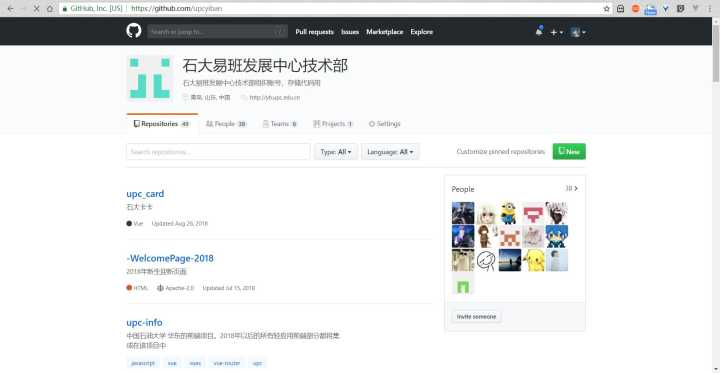 GitHub, Inc. [US] https://github.com/upcyiban
Search or jump to... /
Pull requests Issues Marketplace Explore
石大易班发展中心技术部
石大易班发展中心技术部组织账号，存储代码用
青岛, 山东, 中国 http://yb.upc.edu.cn
Repositories 49 People 38 Teams 6 Projects 1 Settings
Search repositories... Type: All Language: All Customize pinned repositories New
upc_card
石大卡卡
Vue Updated Aug 26, 2018
-WelcomePage-2018
2018年新生迎新页面
HTML Apache-2.0 Updated Jul 15, 2018
upc-info
中国石油大学 华东的前端项目。2018年以后的所有轻应用前端部分都将集
成在该项目中
javascript vue vuex vue-router upc
People 38
Invite someone